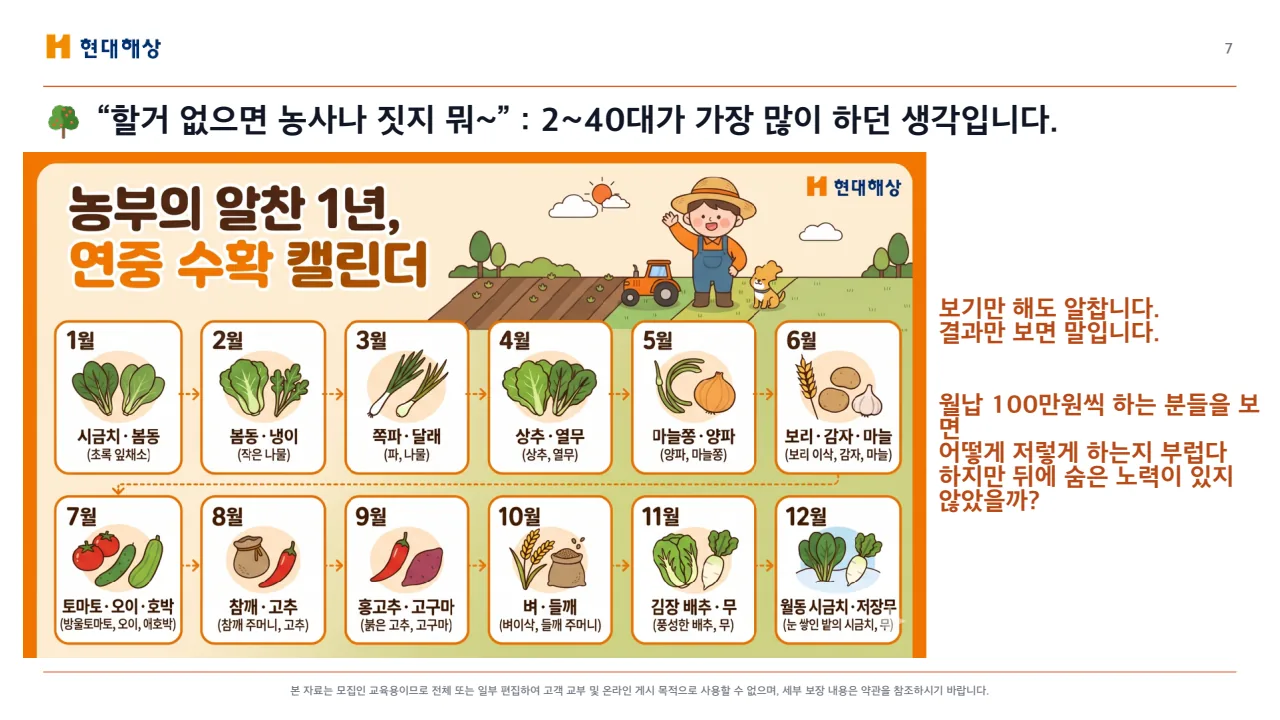 현대해상
7
“할거 없으면 농사나 짓지 뭐~” : 2~40대가 가장 많이 하던 생각입니다.
농부의 알찬 1년,
연중 수확 캘린더
현대해상
1월
시금치·봄동
(초록 잎채소)
2월
봄동·냉이
(작은 나물)
3월
쪽파·달래
(파, 나물)
4월
상추·열무
(상추, 열무)
5월
마늘쫑·양파
(양파, 마늘쫑)
6월
보리·감자·마늘
(보리 이삭, 감자, 마늘)
7월
토마토·오이·호박
(방울토마토, 오이, 애호박)
8월
참깨·고추
(참깨 주머니, 고추)
9월
홍고추·고구마
(붉은 고추, 고구마)
10월
벼·들깨
(벼이삭, 들깨 주머니)
11월
김장 배추·무
(풍성한 배추, 무)
12월
월동 시금치·저장무
(눈 쌓인 밭의 시금치, 무)
보기만 해도 알찹니다.
결과만 보면 말입니다.
월납 100만원씩 하는 분들을 보
면
어떻게 저렇게 하는지 부럽다
하지만 뒤에 숨은 노력이 있지
않았을까?
본 자료는 모집인 교육용이므로 전체 또는 일부 편집하여 고객 교부 및 온라인 게시 목적으로 사용할 수 없으며, 세부 보장 내용은 약관을 참조하시기 바랍니다.